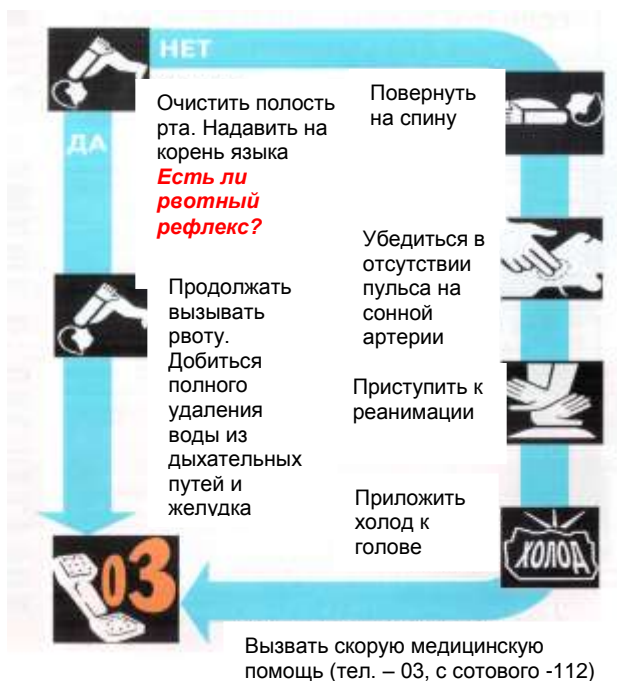 НЕТ
Очистить полость
рта. Надавить на
корень языка
Есть ли
рвотный
рефлекс?
ДА
Продолжать
вызывать
рвоту.
Добиться
полного
удаления
воды из
дыхательных
путей и
желудка
Повернуть
на спину
Убедиться в
отсутствии
пульса на
сонной
артерии
Приступить к
реанимации
Приложить
холод к
голове
ХОЛОД
03
Вызвать скорую медицинскую
помощь (тел. – 03, с сотового -112)